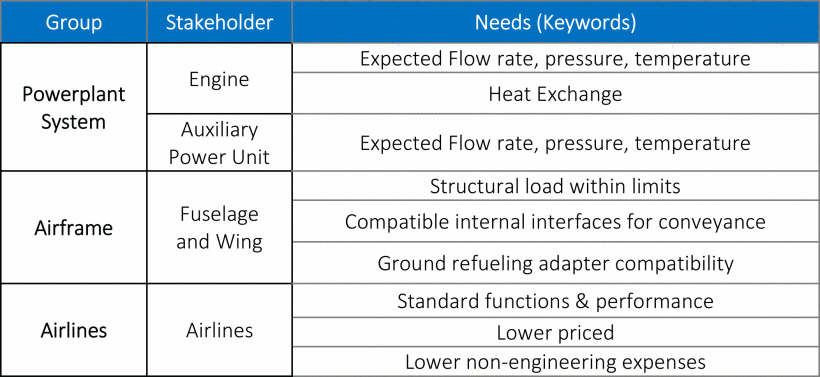 Group Stakeholder Needs (Keywords)
Powerplant
System
Engine
Expected Flow rate, pressure, temperature
Heat Exchange
Auxiliary
Power Unit
Expected Flow rate, pressure, temperature
Airframe
Fuselage
and Wing
Structural load within limits
Compatible internal interfaces for conveyance
Ground refueling adapter compatibility
Airlines
Airlines
Standard functions & performance
Lower priced
Lower non-engineering expenses